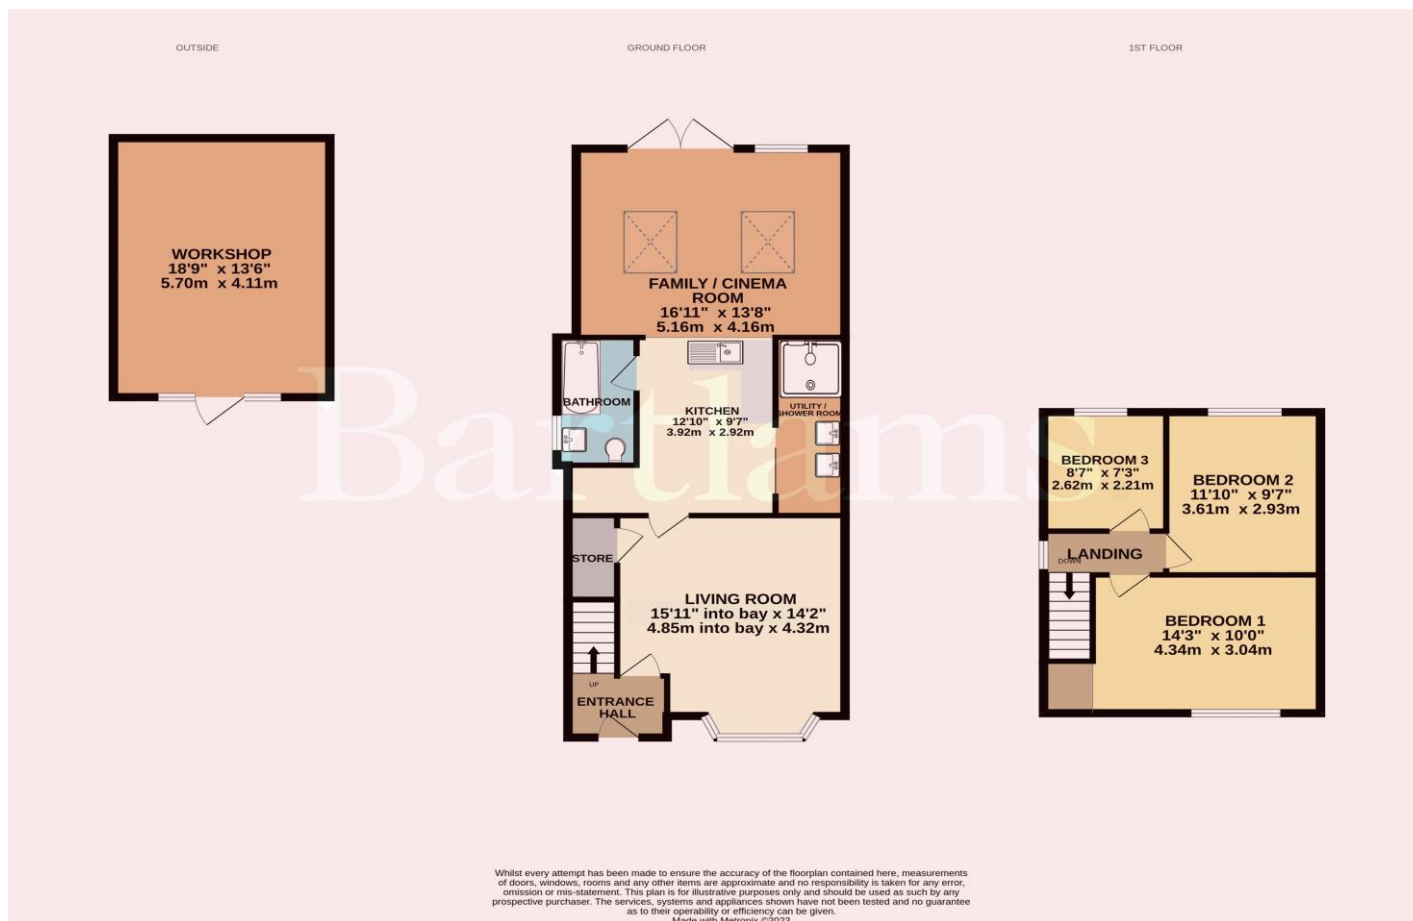 OUTSIDE
GROUND FLOOR
1ST FLOOR
WORKSHOP
18'9" x 13'6"
5.70m x 4.11m
FAMILY / CINEMA
ROOM
16'11" x 13'8"
5.16m x 4.16m
BATHROOM
KITCHEN
12'10" x 9'7"
3.92m x 2.92m
UTILITY /
SHOWER ROOM
STORE
LIVING ROOM
15'11" into bay x 14'2"
4.85m into bay x 4.32m
UP
ENTRANCE
HALL
BEDROOM 3
8'7" x 7'3"
2.62m x 2.21m
BEDROOM 2
11'10" x 9'7"
3.61m x 2.93m
LANDING
DOWN
BEDROOM 1
14'3" x 10'0"
4.34m x 3.04m
Bartlams
Whilst every attempt has been made to ensure the accuracy of the floorplan contained here, measurements
of doors, windows, rooms and any other items are approximate and no responsibility is taken for any error,
omission or mis-statement. This plan is for illustrative purposes only and should be used as such by any
prospective purchaser. The services, systems and appliances shown have not been tested and no guarantee
as to their operability or efficiency can be given.
Made with Metropix ©2023